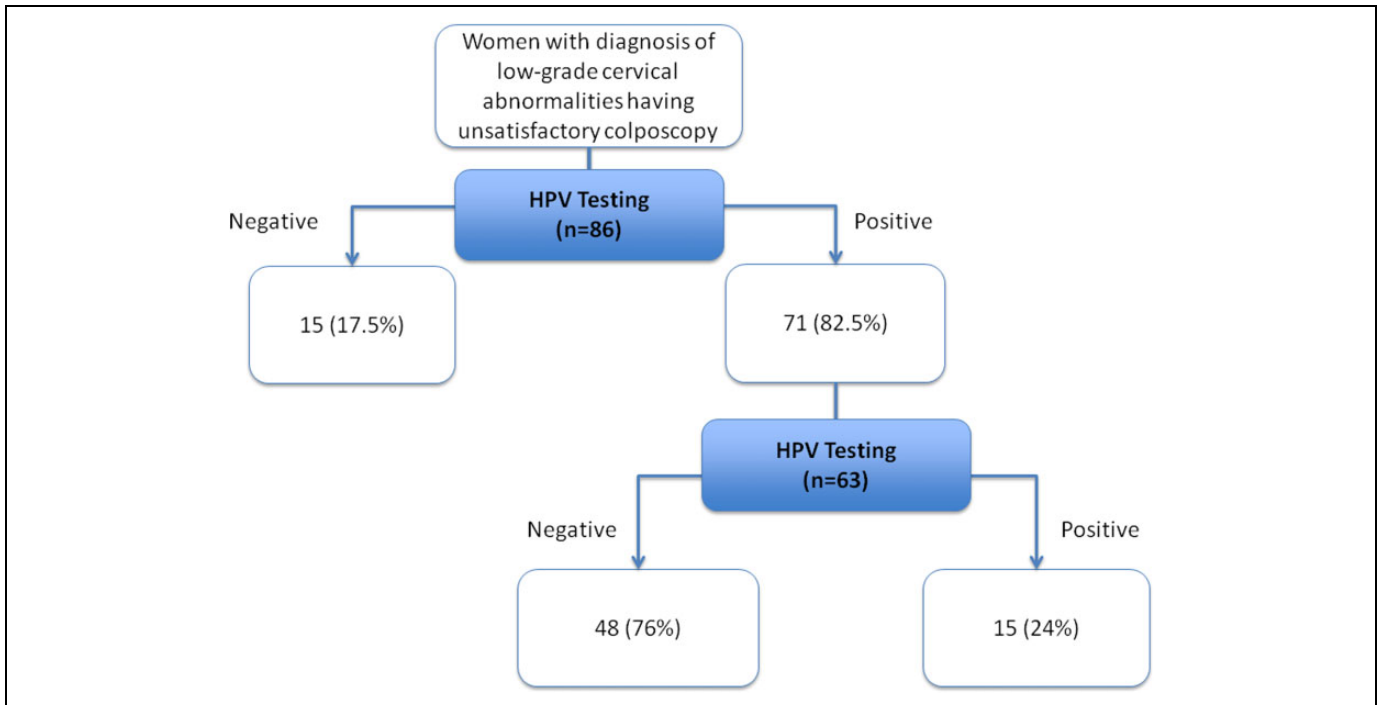 Women with diagnosis of
low-grade cervical
abnormalities having
unsatisfactory colposcopy
HPV Testing
(n=86)
Negative
Positive
15 (17.5%)
71 (82.5%)
HPV Testing
(n=63)
Negative
Positive
48 (76%)
15 (24%)